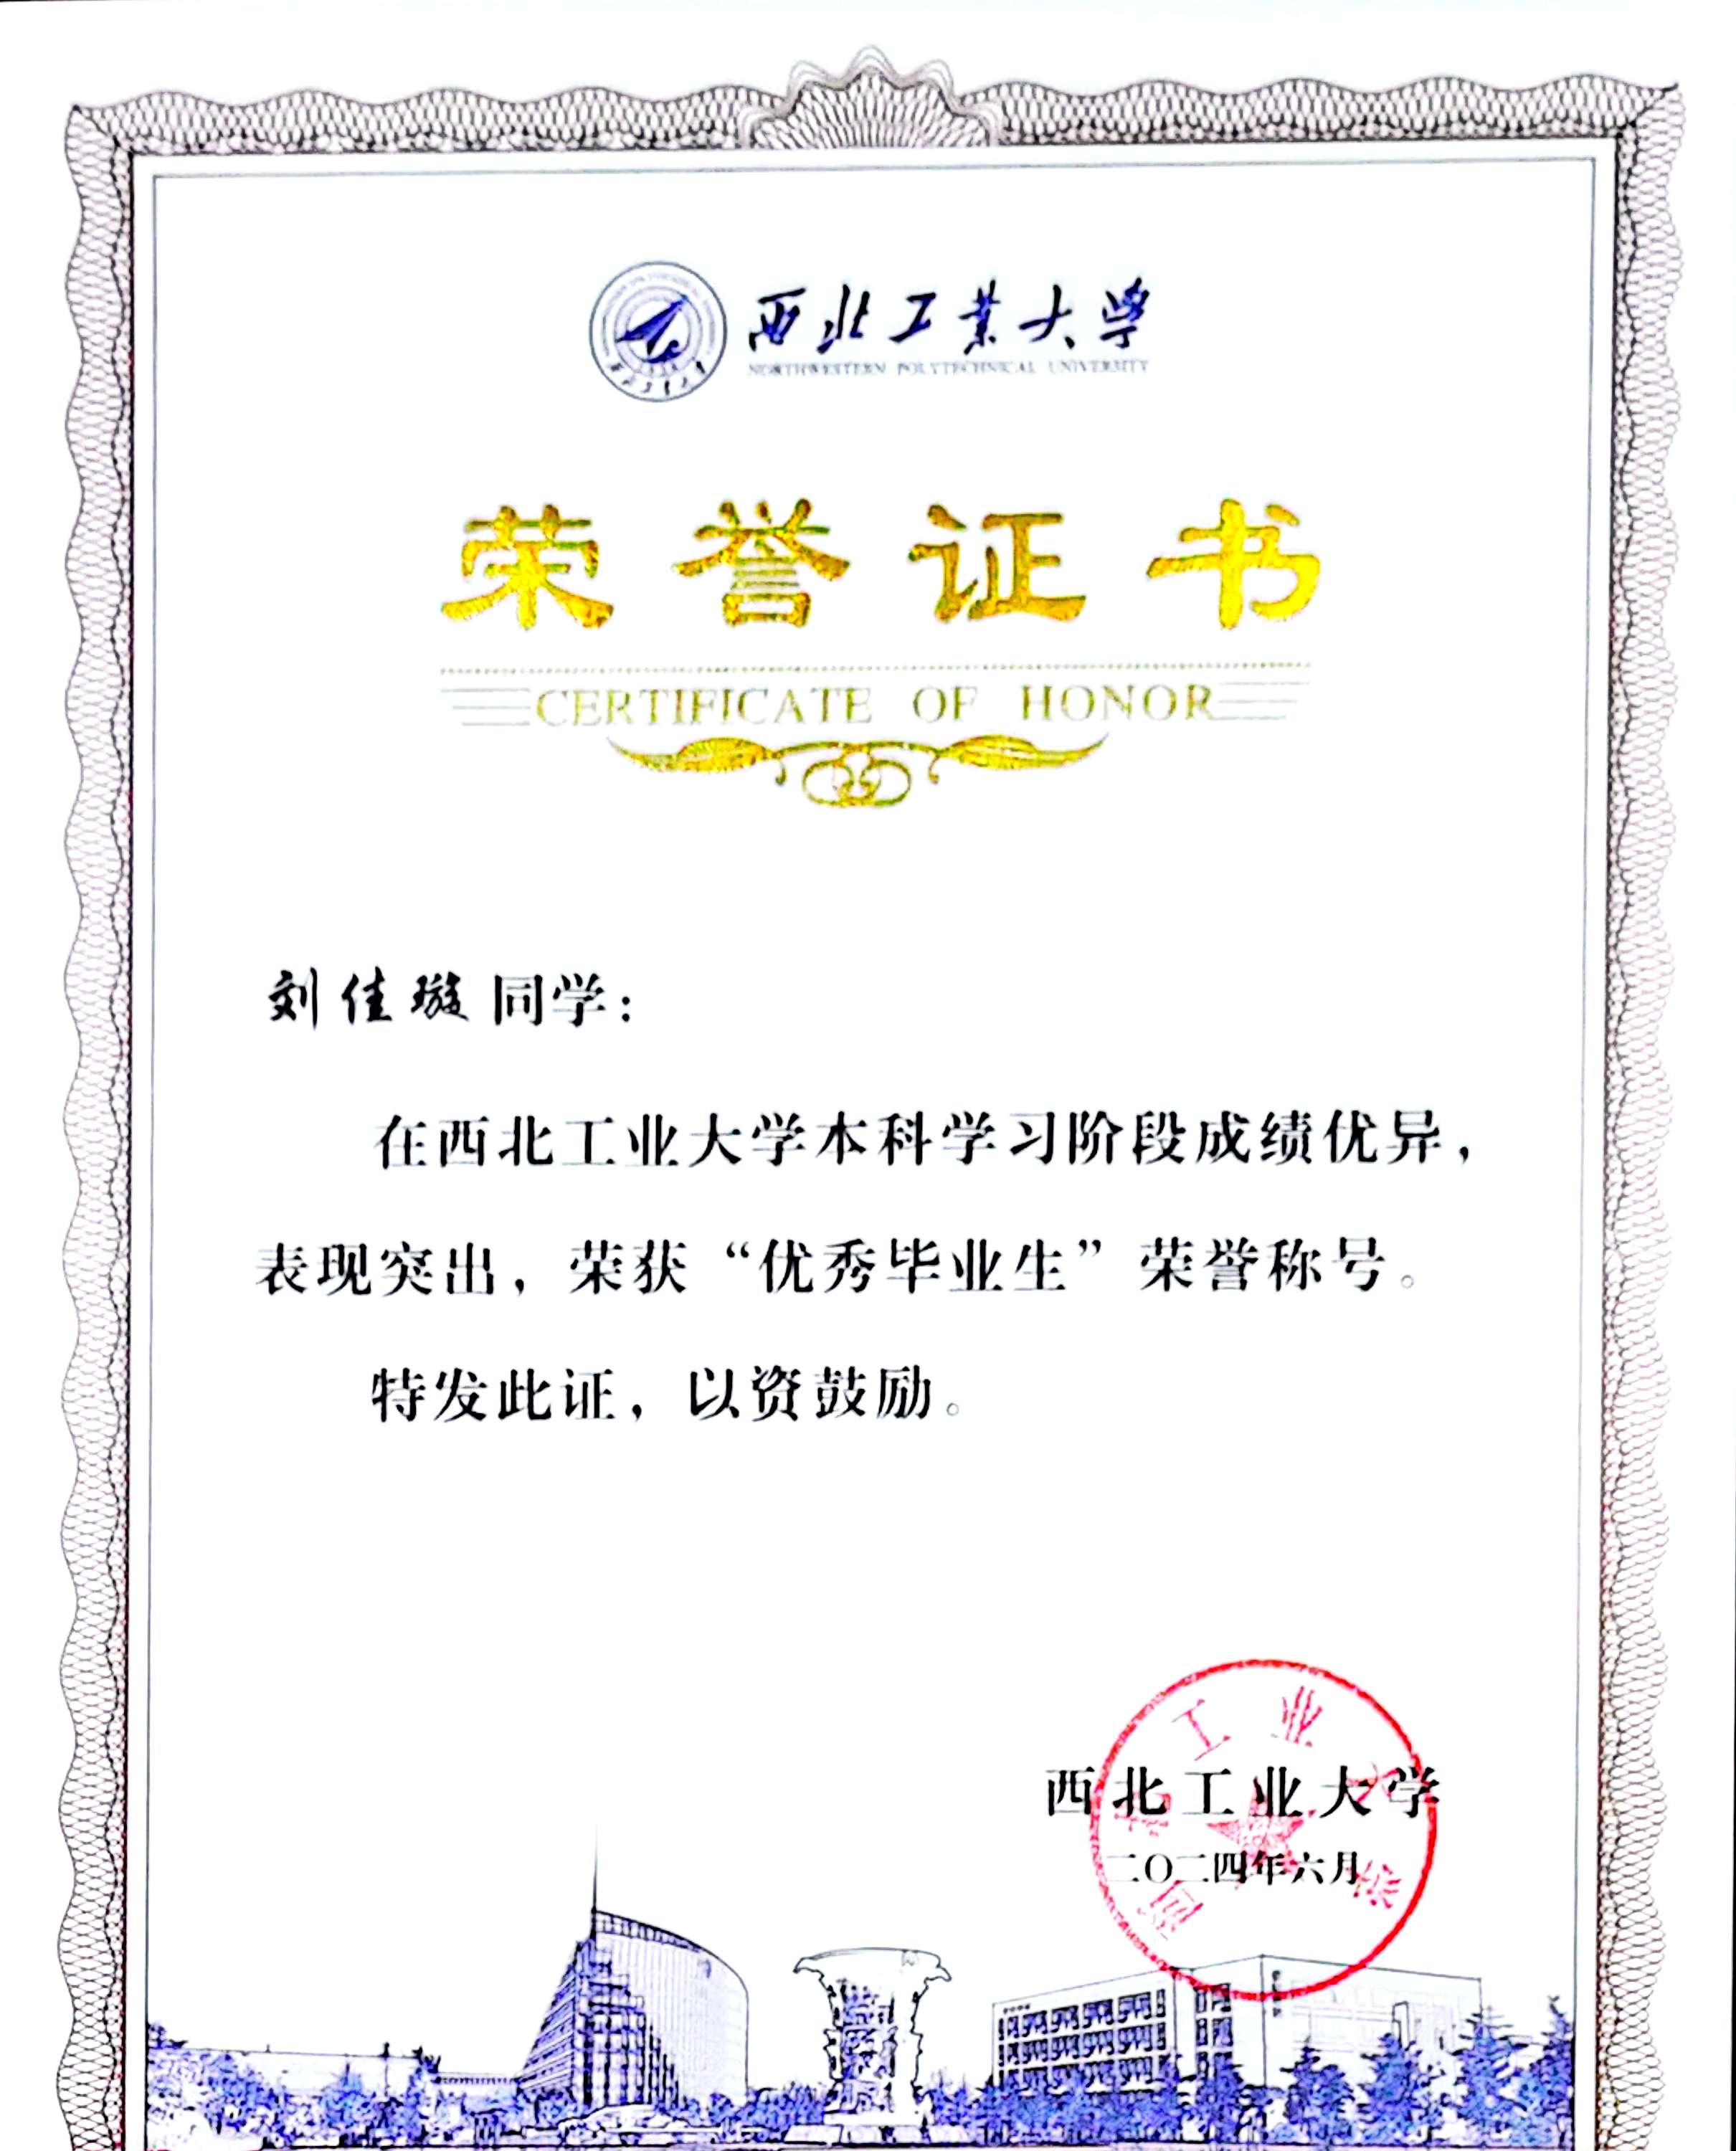 西北工业大学
NORTHWESTERN POLYTECHNICAL UNIVERSITY
荣誉证书
CERTIFICATE OF HONOR
刘佳璇同学：
在西北工业大学本科学习阶段成绩优异，
表现突出，荣获“优秀毕业生”荣誉称号。
特发此证，以资鼓励。
西北工业大学
二〇二四年六月